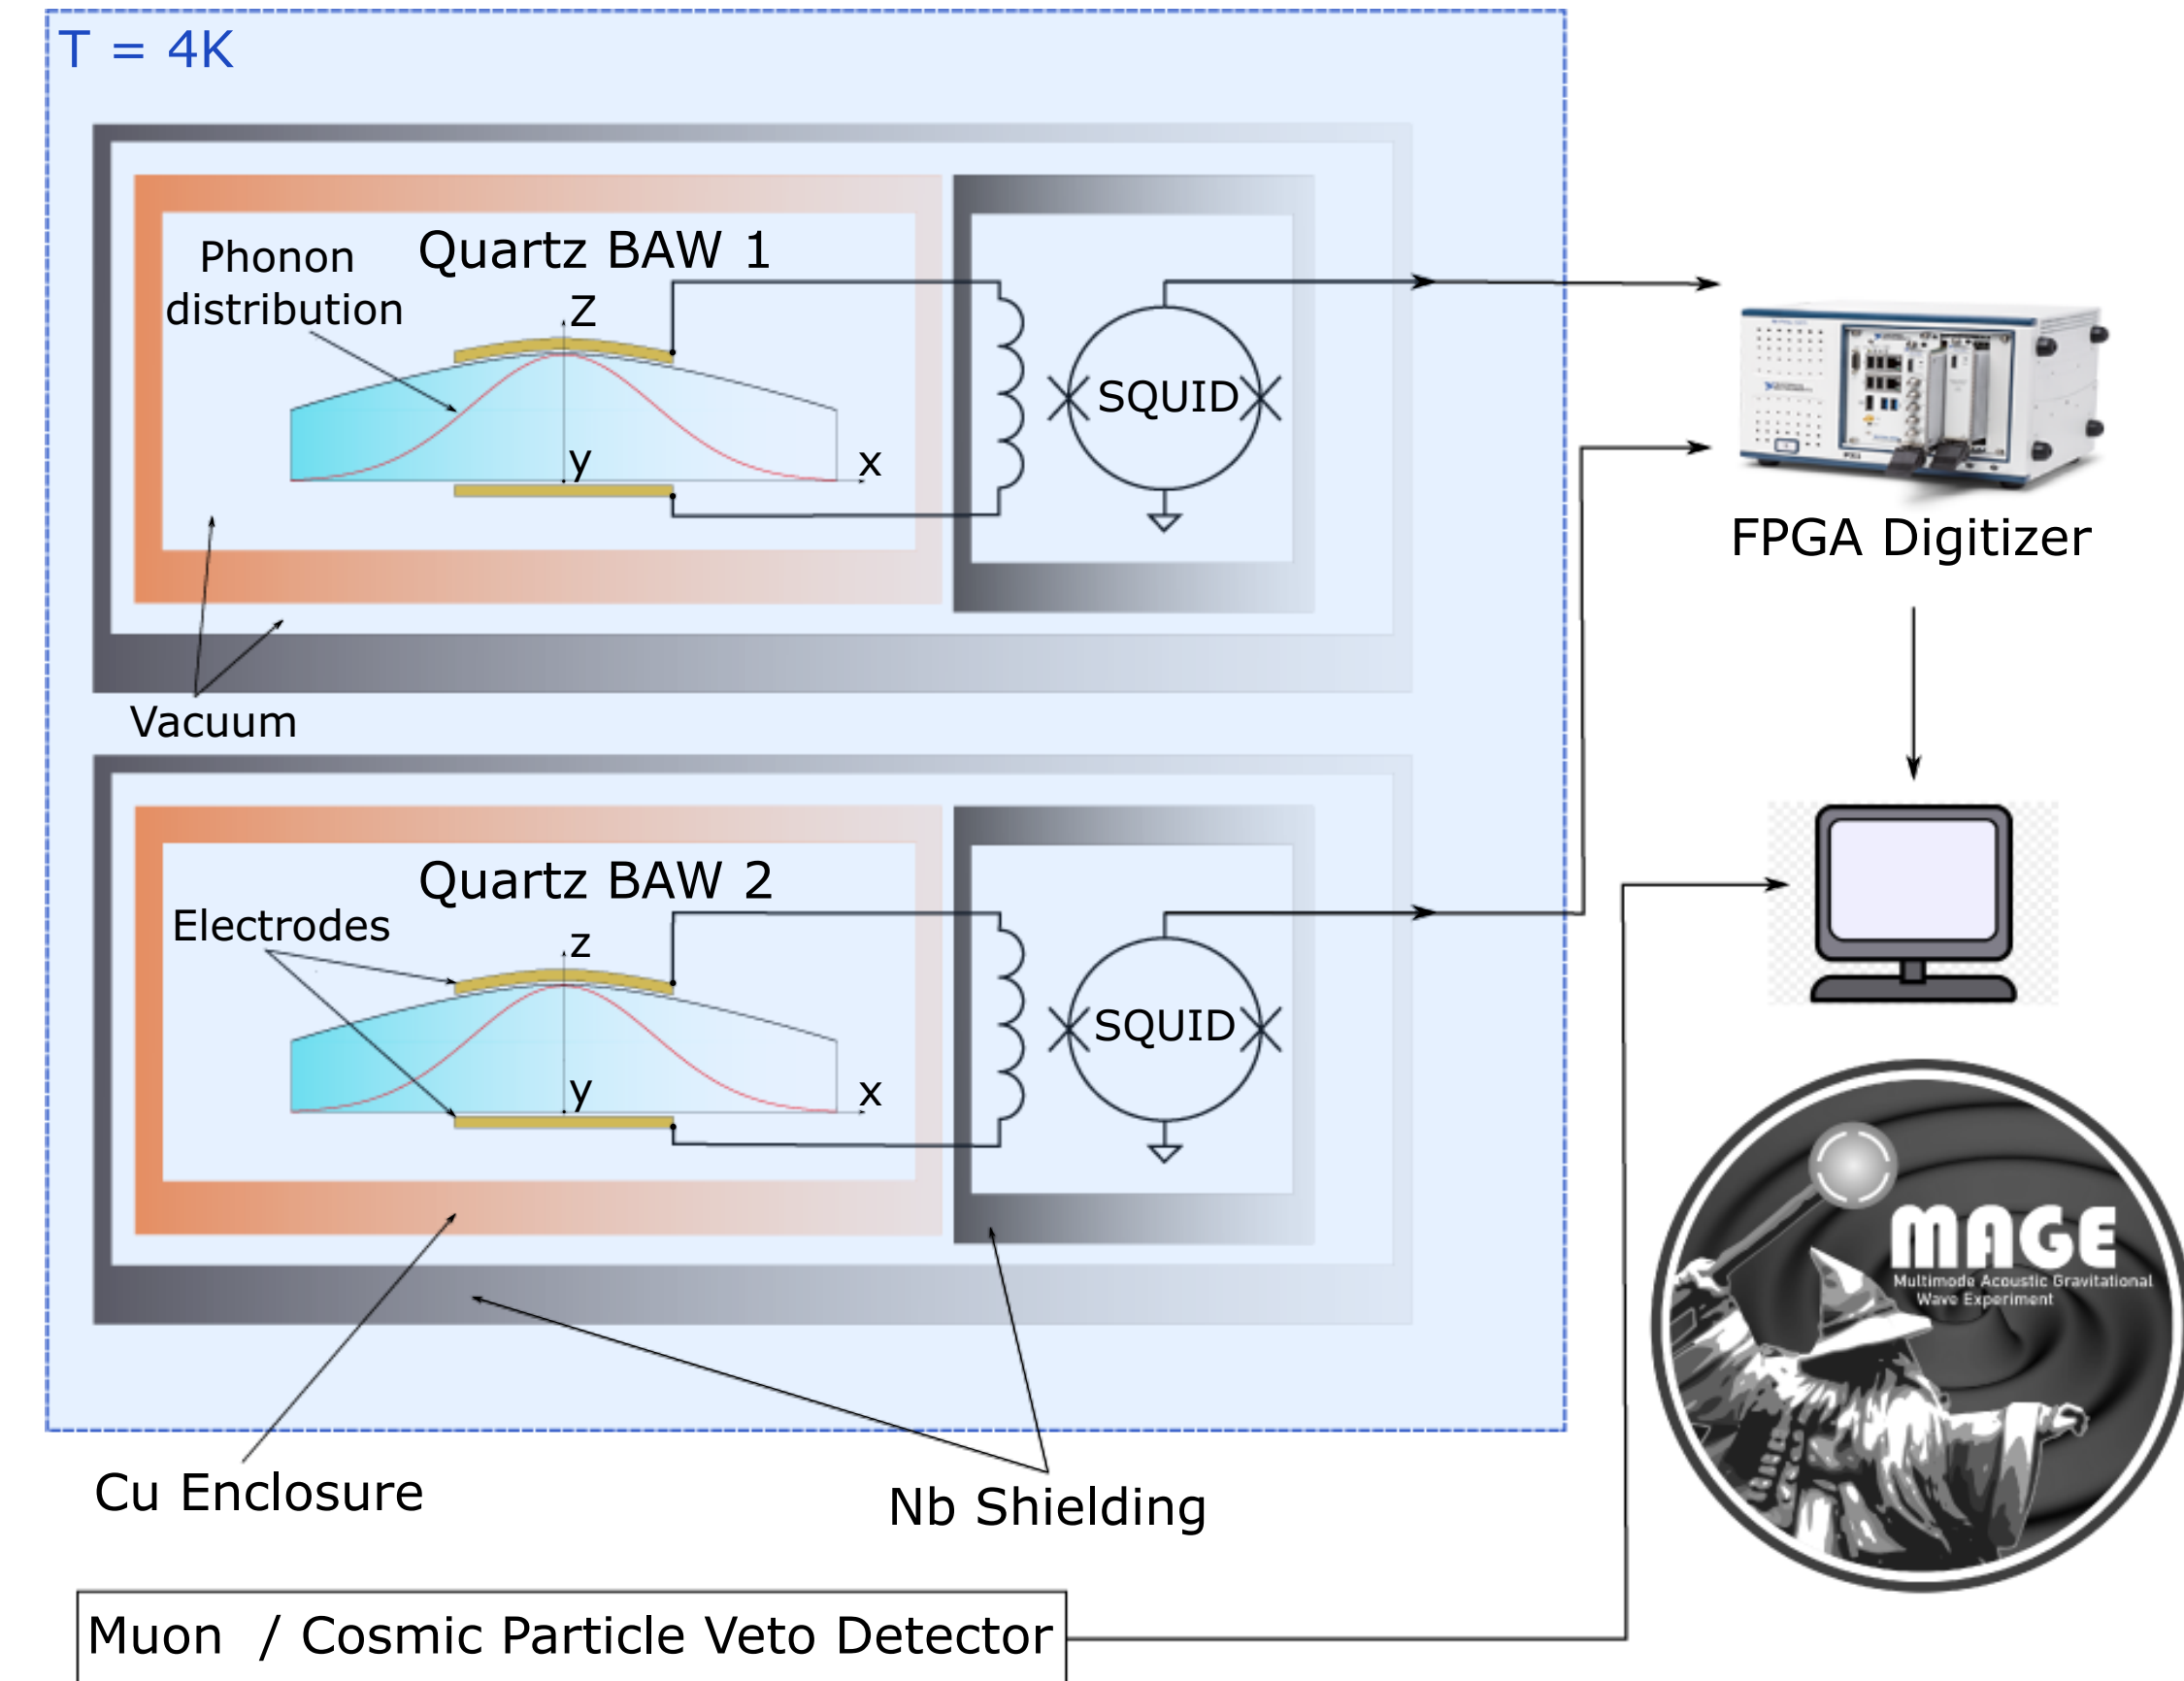 T = 4K
Quartz BAW 1
Phonon
distribution
Z
y
x
SQUID
Vacuum
FPGA Digitizer
Quartz BAW 2
Electrodes
z
y
x
SQUID
Cu Enclosure
Nb Shielding
MAGE
Multimode Acoustic Gravitational
Wave Experiment
Muon / Cosmic Particle Veto Detector